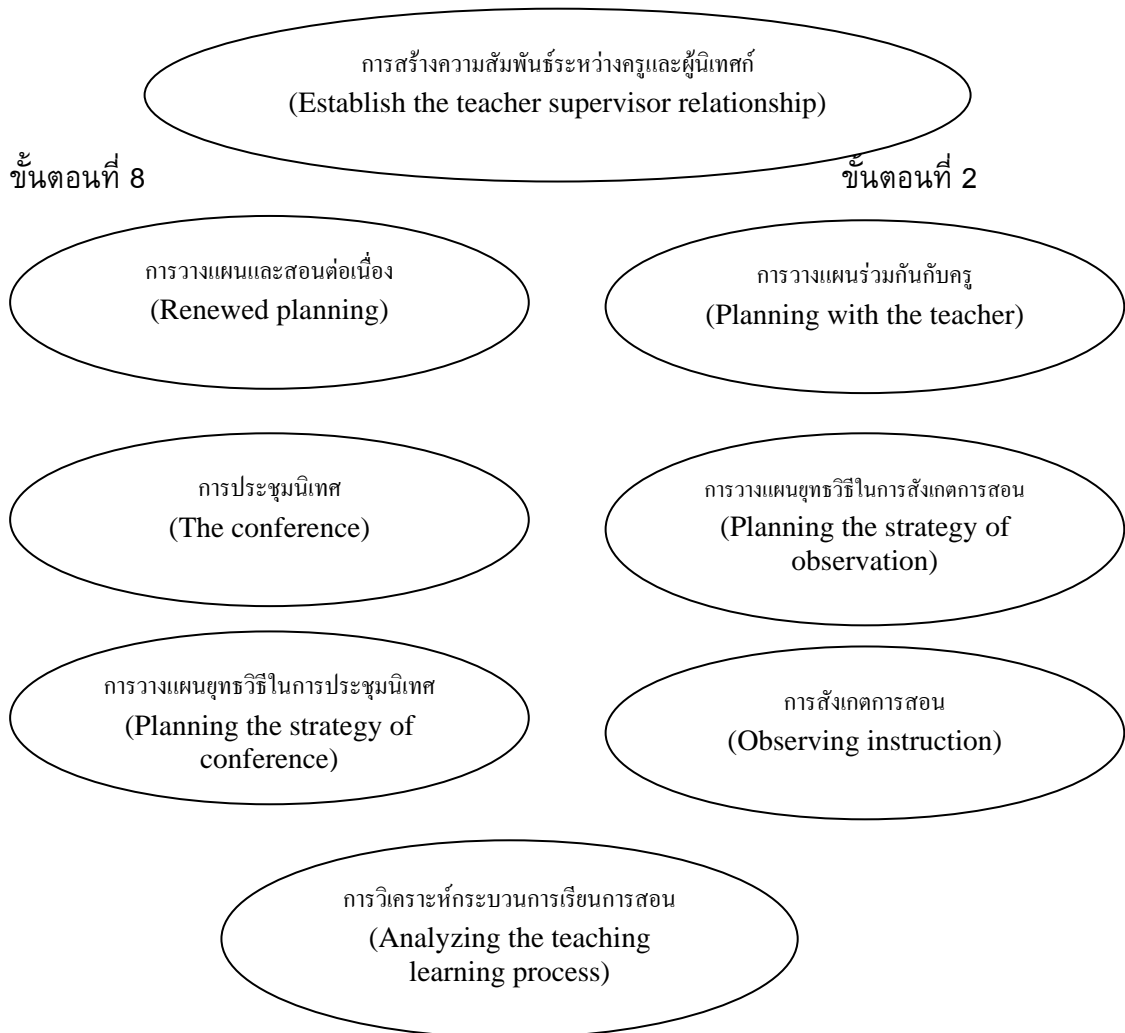 การสร้างความสัมพันธ์ระหว่างครูและผู้นิเทศก์
(Establish the teacher supervisor relationship)
ขั้นตอนที่ 8
ขั้นตอนที่ 2
การวางแผนและสอนต่อเนื่อง
(Renewed planning)
การวางแผนร่วมกันกับครู
(Planning with the teacher)
การประชุมนิเทศ
(The conference)
การวางแผนยุทธวิธีในการสังเกตการสอน
(Planning the strategy of
observation)
การวางแผนยุทธวิธีในการประชุมนิเทศ
(Planning the strategy of
conference)
การสังเกตการสอน
(Observing instruction)
การวิเคราะห์กระบวนการเรียนการสอน
(Analyzing the teaching
learning process)